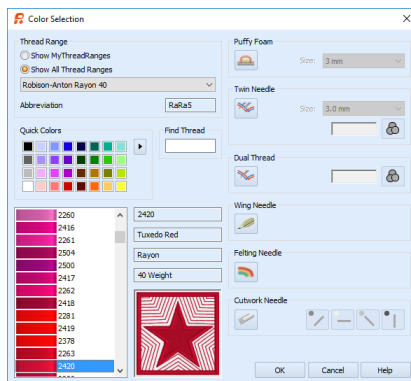 Color Selection
Thread Range
Show MyThreadRanges
Show All Thread Ranges
Robison-Anton Rayon 40
Abbreviation
RaRa5
Quick Colors
Find Thread
2260
2416
2261
2504
2500
2417
2262
2418
2281
2419
2378
2263
2420
2420
Tuxedo Red
Rayon
40 Weight
Puffy Foam
Size:
3 mm
Twin Needle
Size:
3.0 mm
Dual Thread
Wing Needle
Felting Needle
Cutwork Needle
OK
Cancel
Help